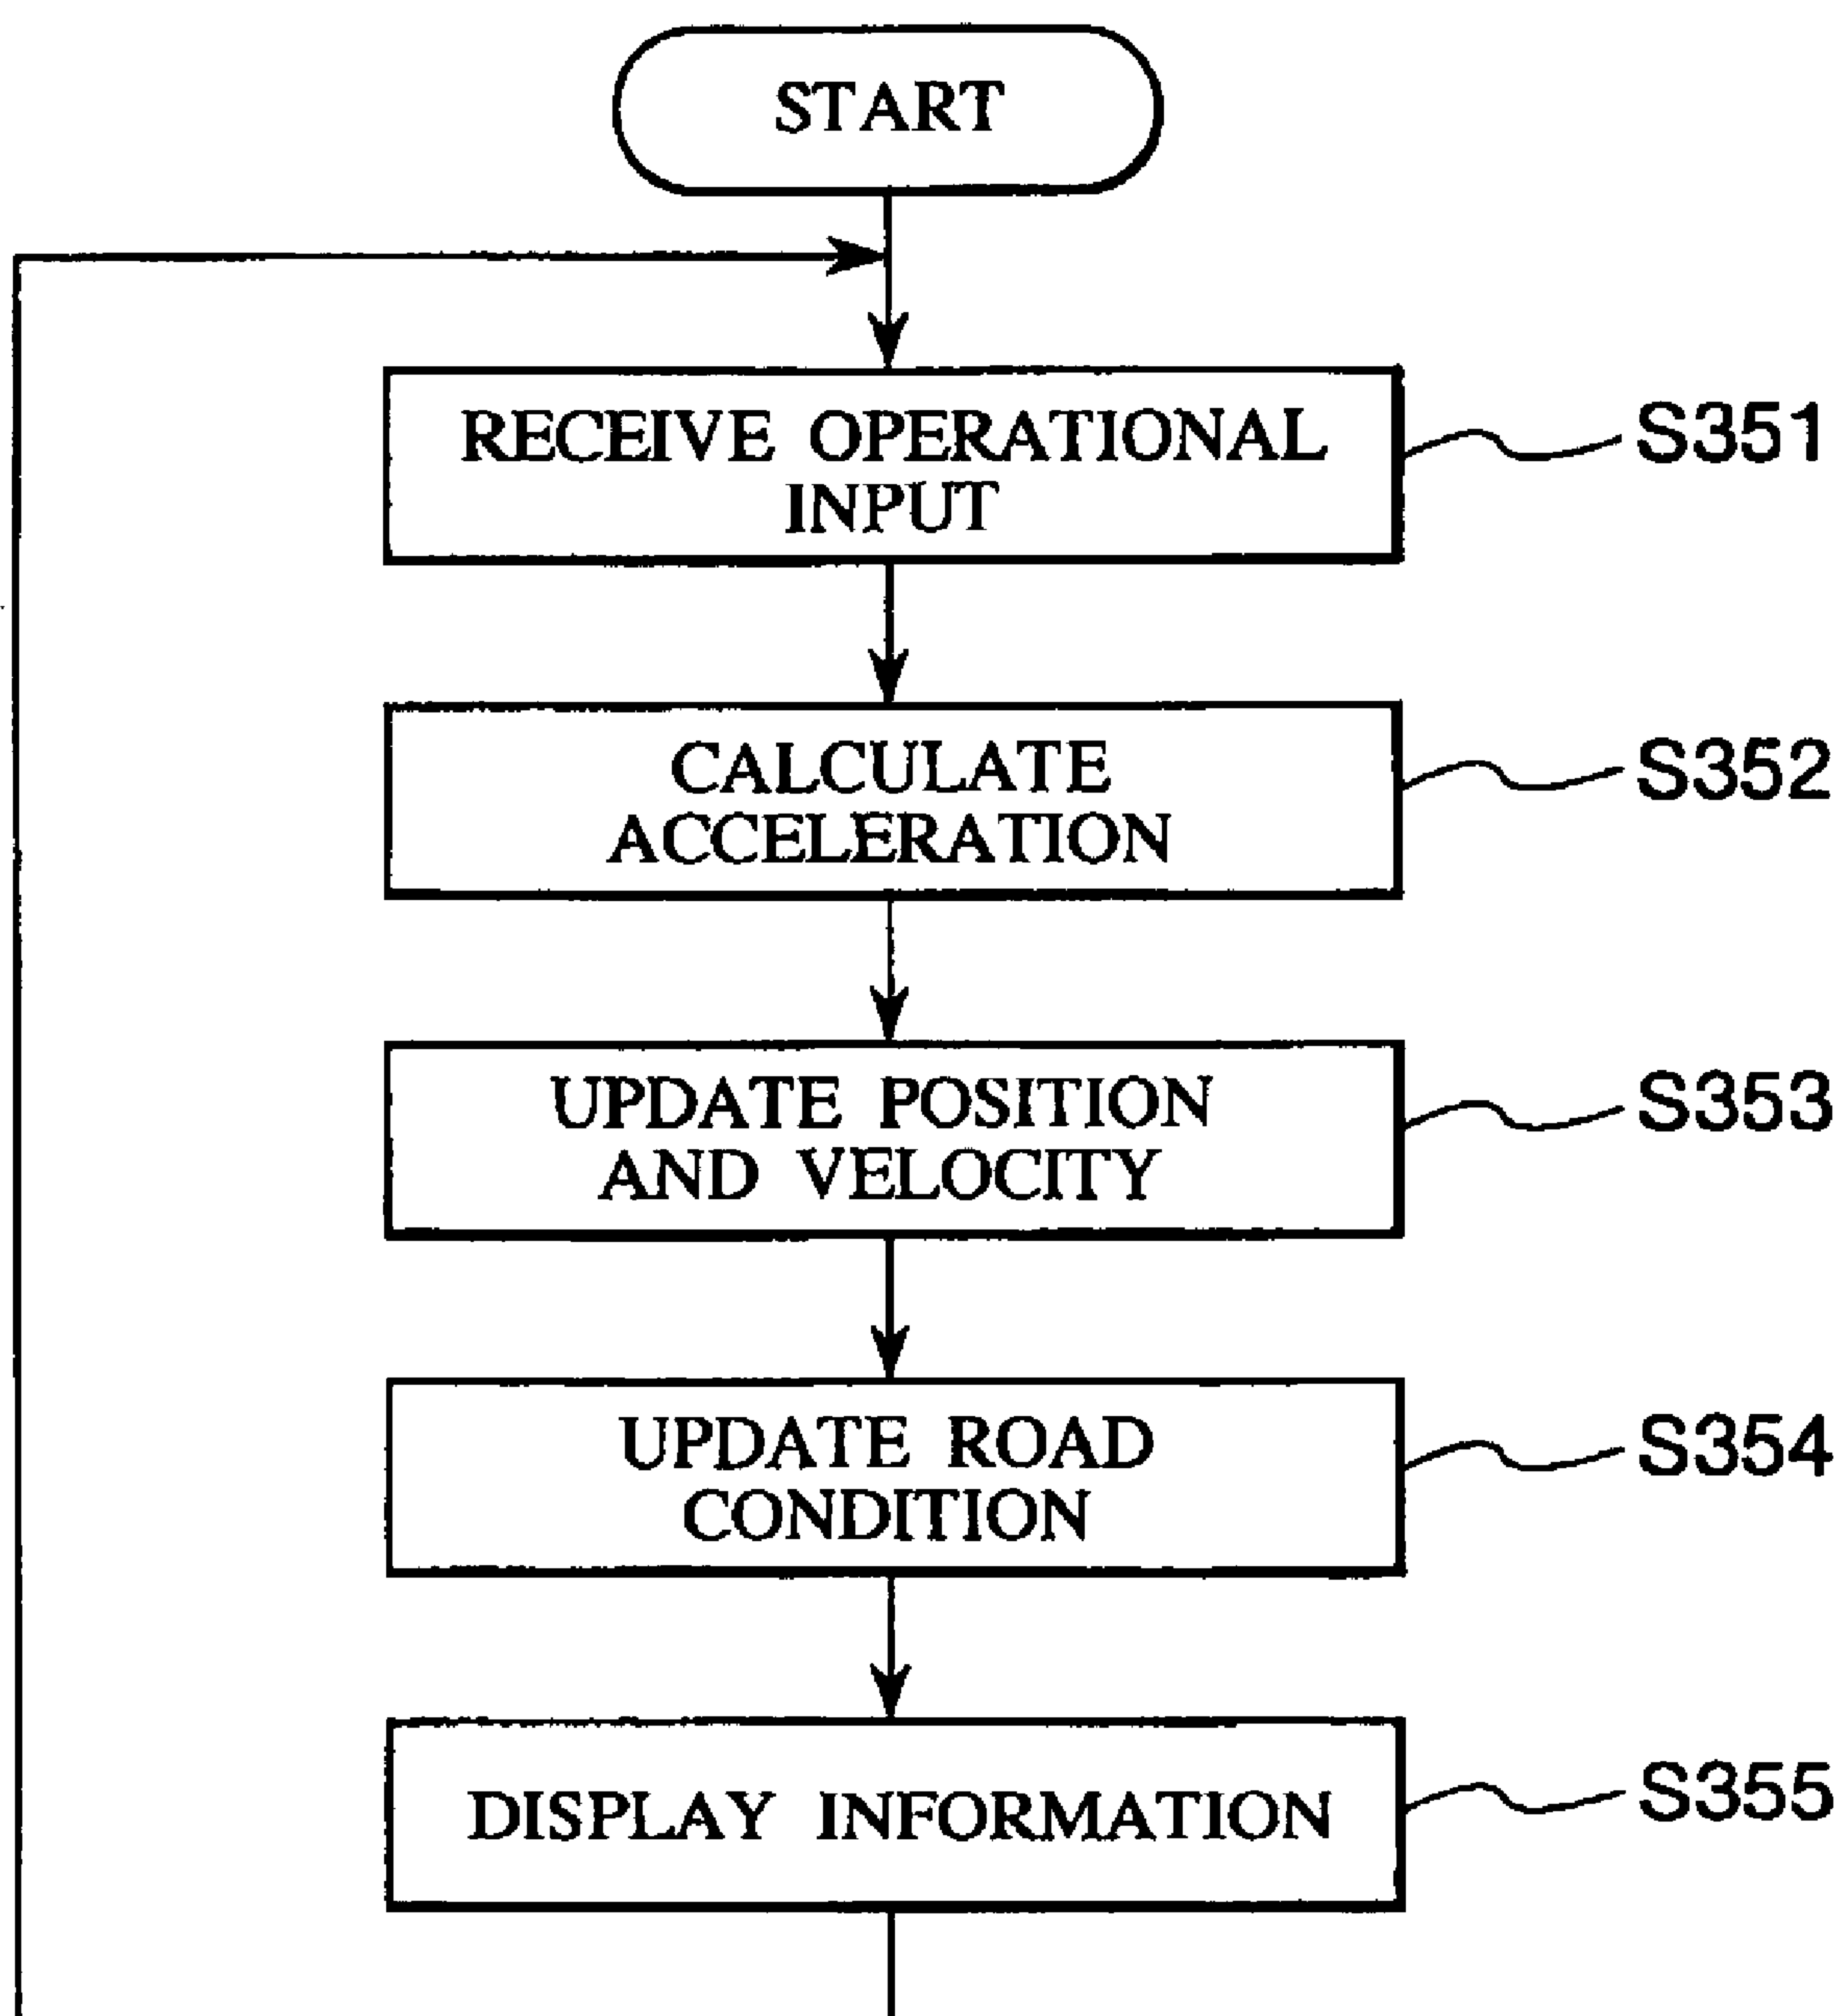 START
RECEIVE OPERATIONAL
INPUT
S351
CALCULATE
ACCELERATION
S352
UPDATE POSITION
AND VELOCITY
S353
UPDATE ROAD
CONDITION
S354
DISPLAY INFORMATION
S355